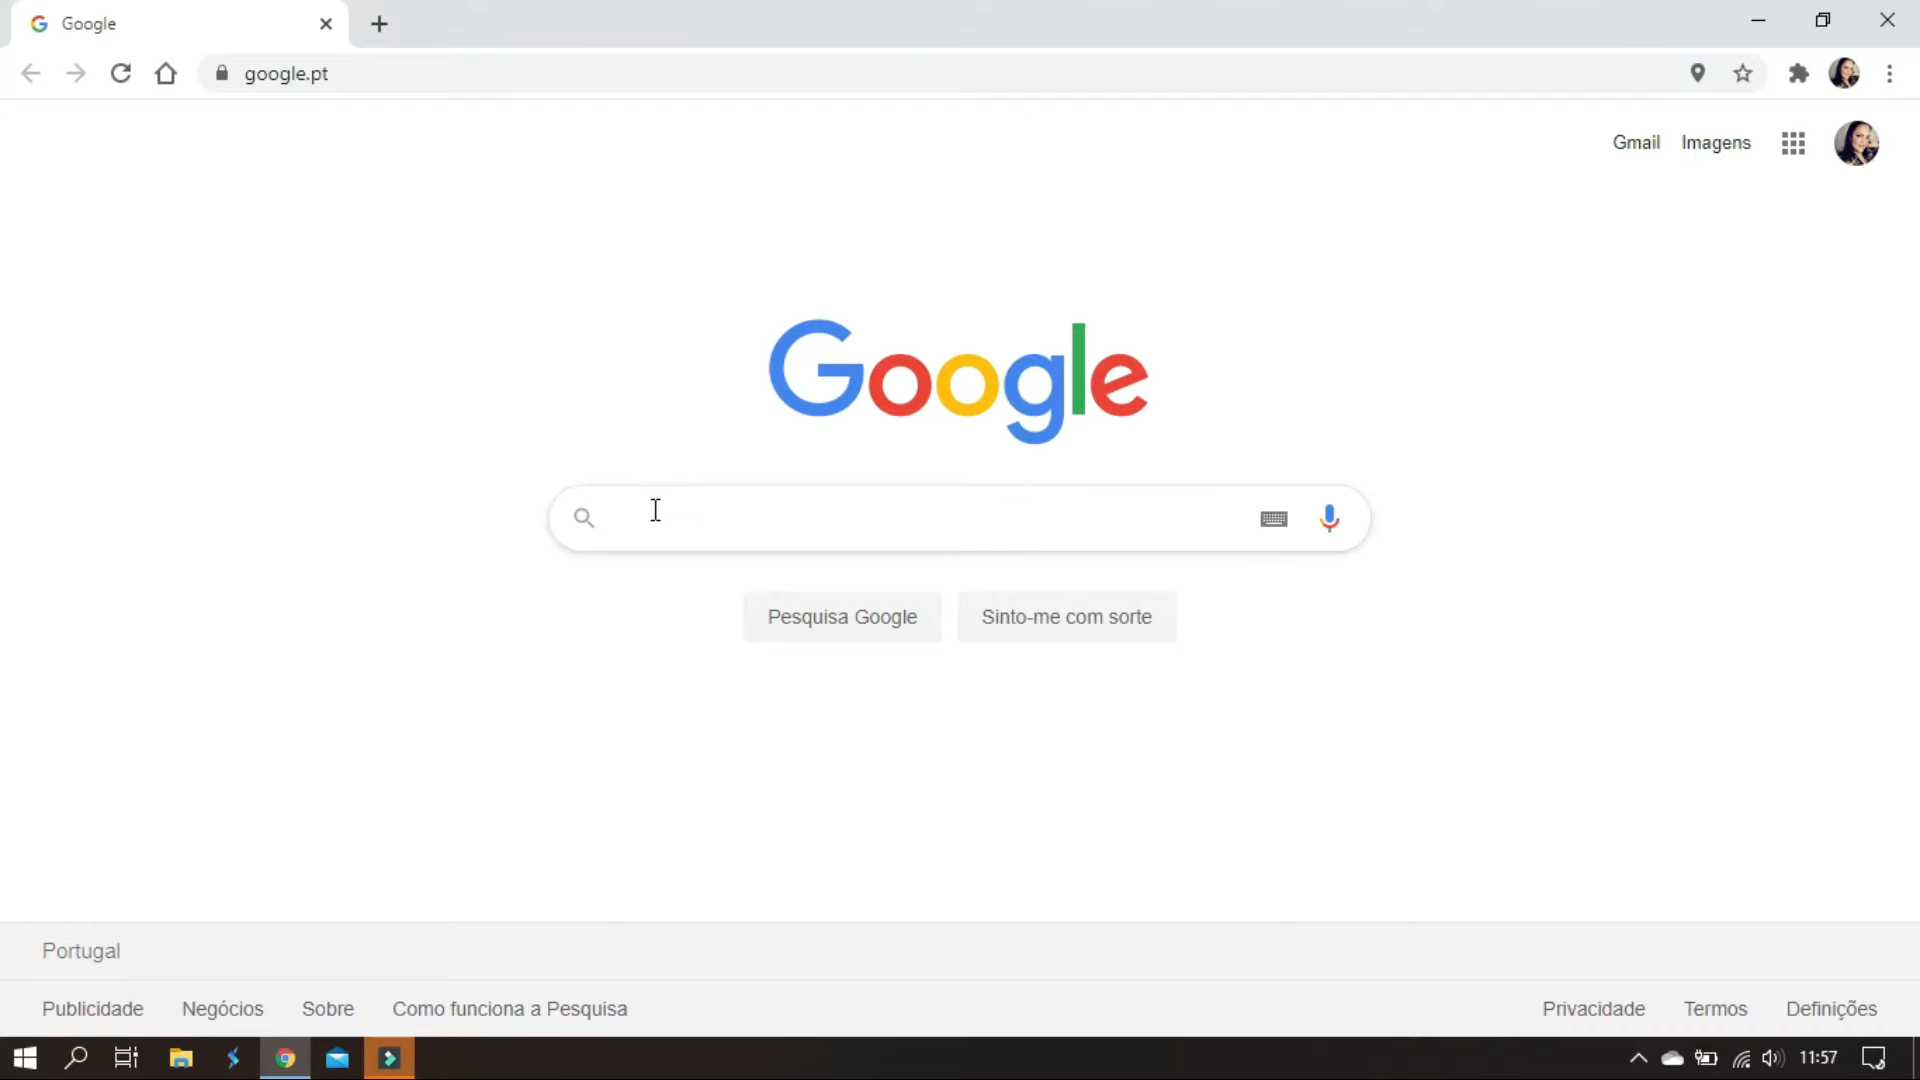 Google
google.pt
Gmail Imagens
Google
Pesquisa Google Sinto-me com sorte
Portugal
Publicidade Negócios Sobre Como funciona a Pesquisa Privacidade Termos Definições
11:57